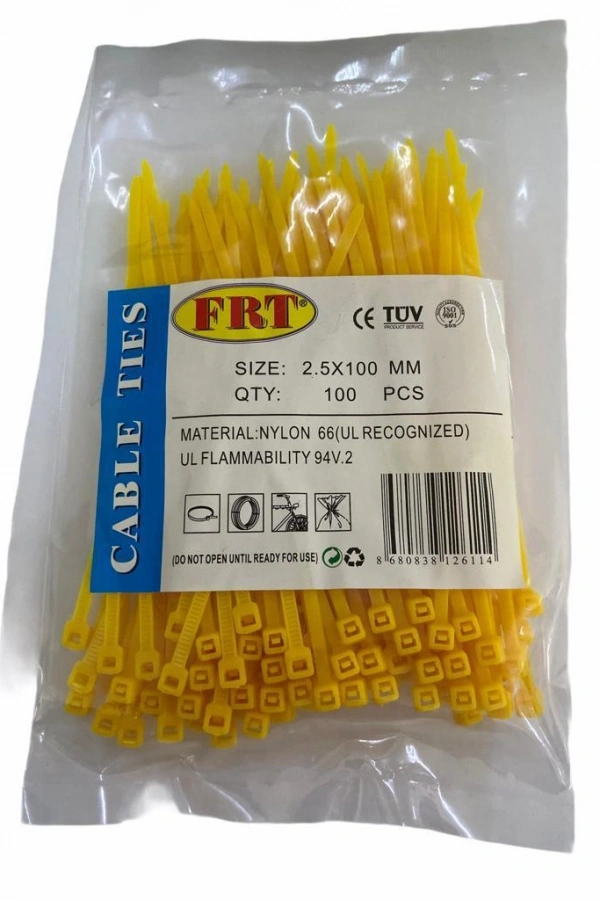 CABLE TIES
FRT®
CE TÜV
PRODUCT SERVICE
ISO
9001
SGS
SIZE: 2.5X100 MM
QTY: 100 PCS
MATERIAL:NYLON 66(UL RECOGNIZED)
UL FLAMMABILITY 94V.2
(DO NOT OPEN UNTIL READY FOR USE)
8 680838 126114